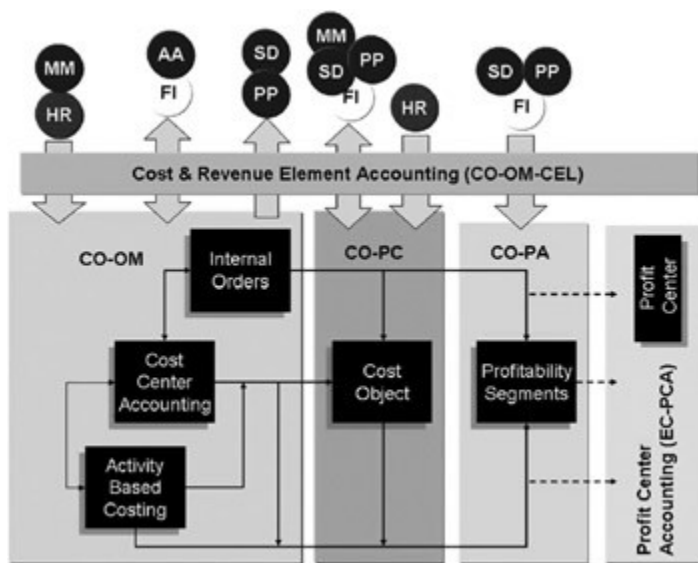 MM
HR
AA
FI
SD
PP
MM
SD
PP
FI
HR
SD
PP
FI
Cost & Revenue Element Accounting (CO-OM-CEL)
CO-OM
Internal
Orders
Cost
Center
Accounting
Activity
Based
Costing
CO-PC
Cost
Object
CO-PA
Profitability
Segments
Profit
Center
Profit Center
Accounting (EC-PCA)